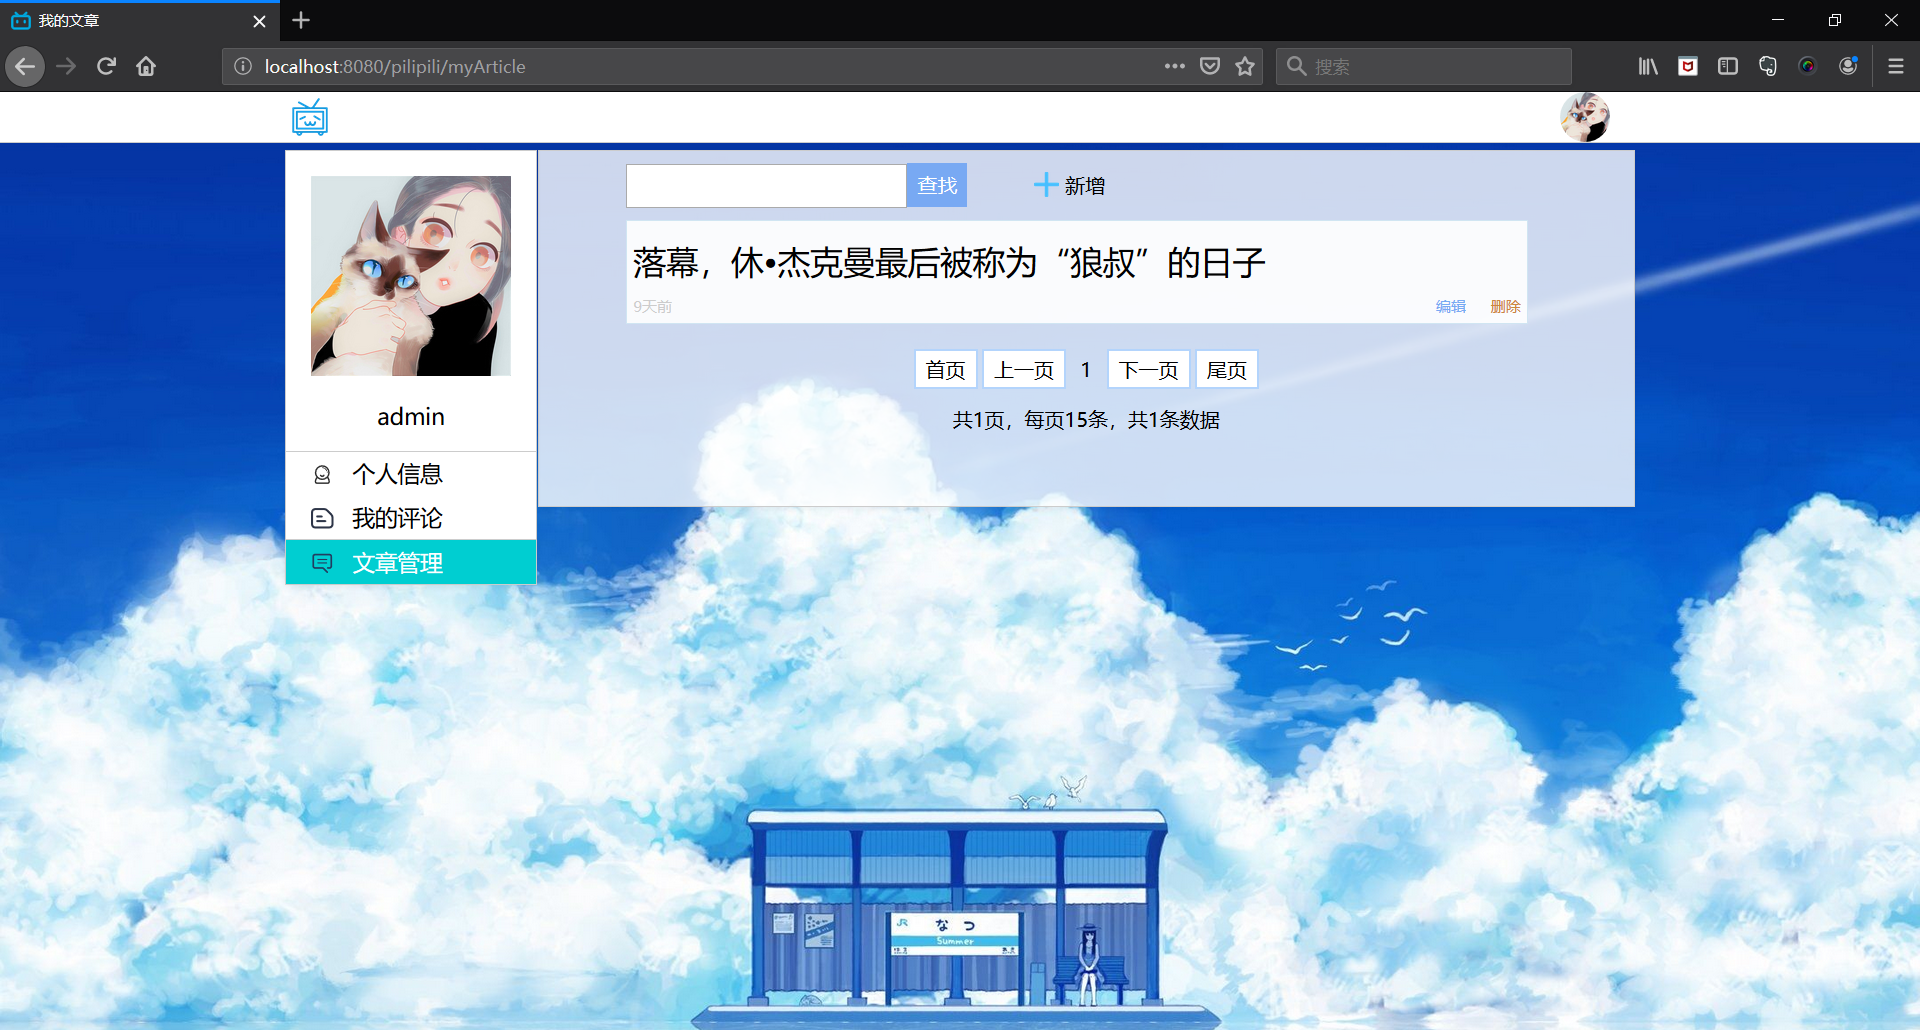 我的文章
localhost:8080/pilipili/myArticle
搜索
查找
新增
落幕，休•杰克曼最后被称为“狼叔”的日子
9天前
编辑 删除
首页 上一页 1 下一页 尾页
共1页，每页15条，共1条数据
admin
个人信息
我的评论
文章管理
JR なつ
Summer